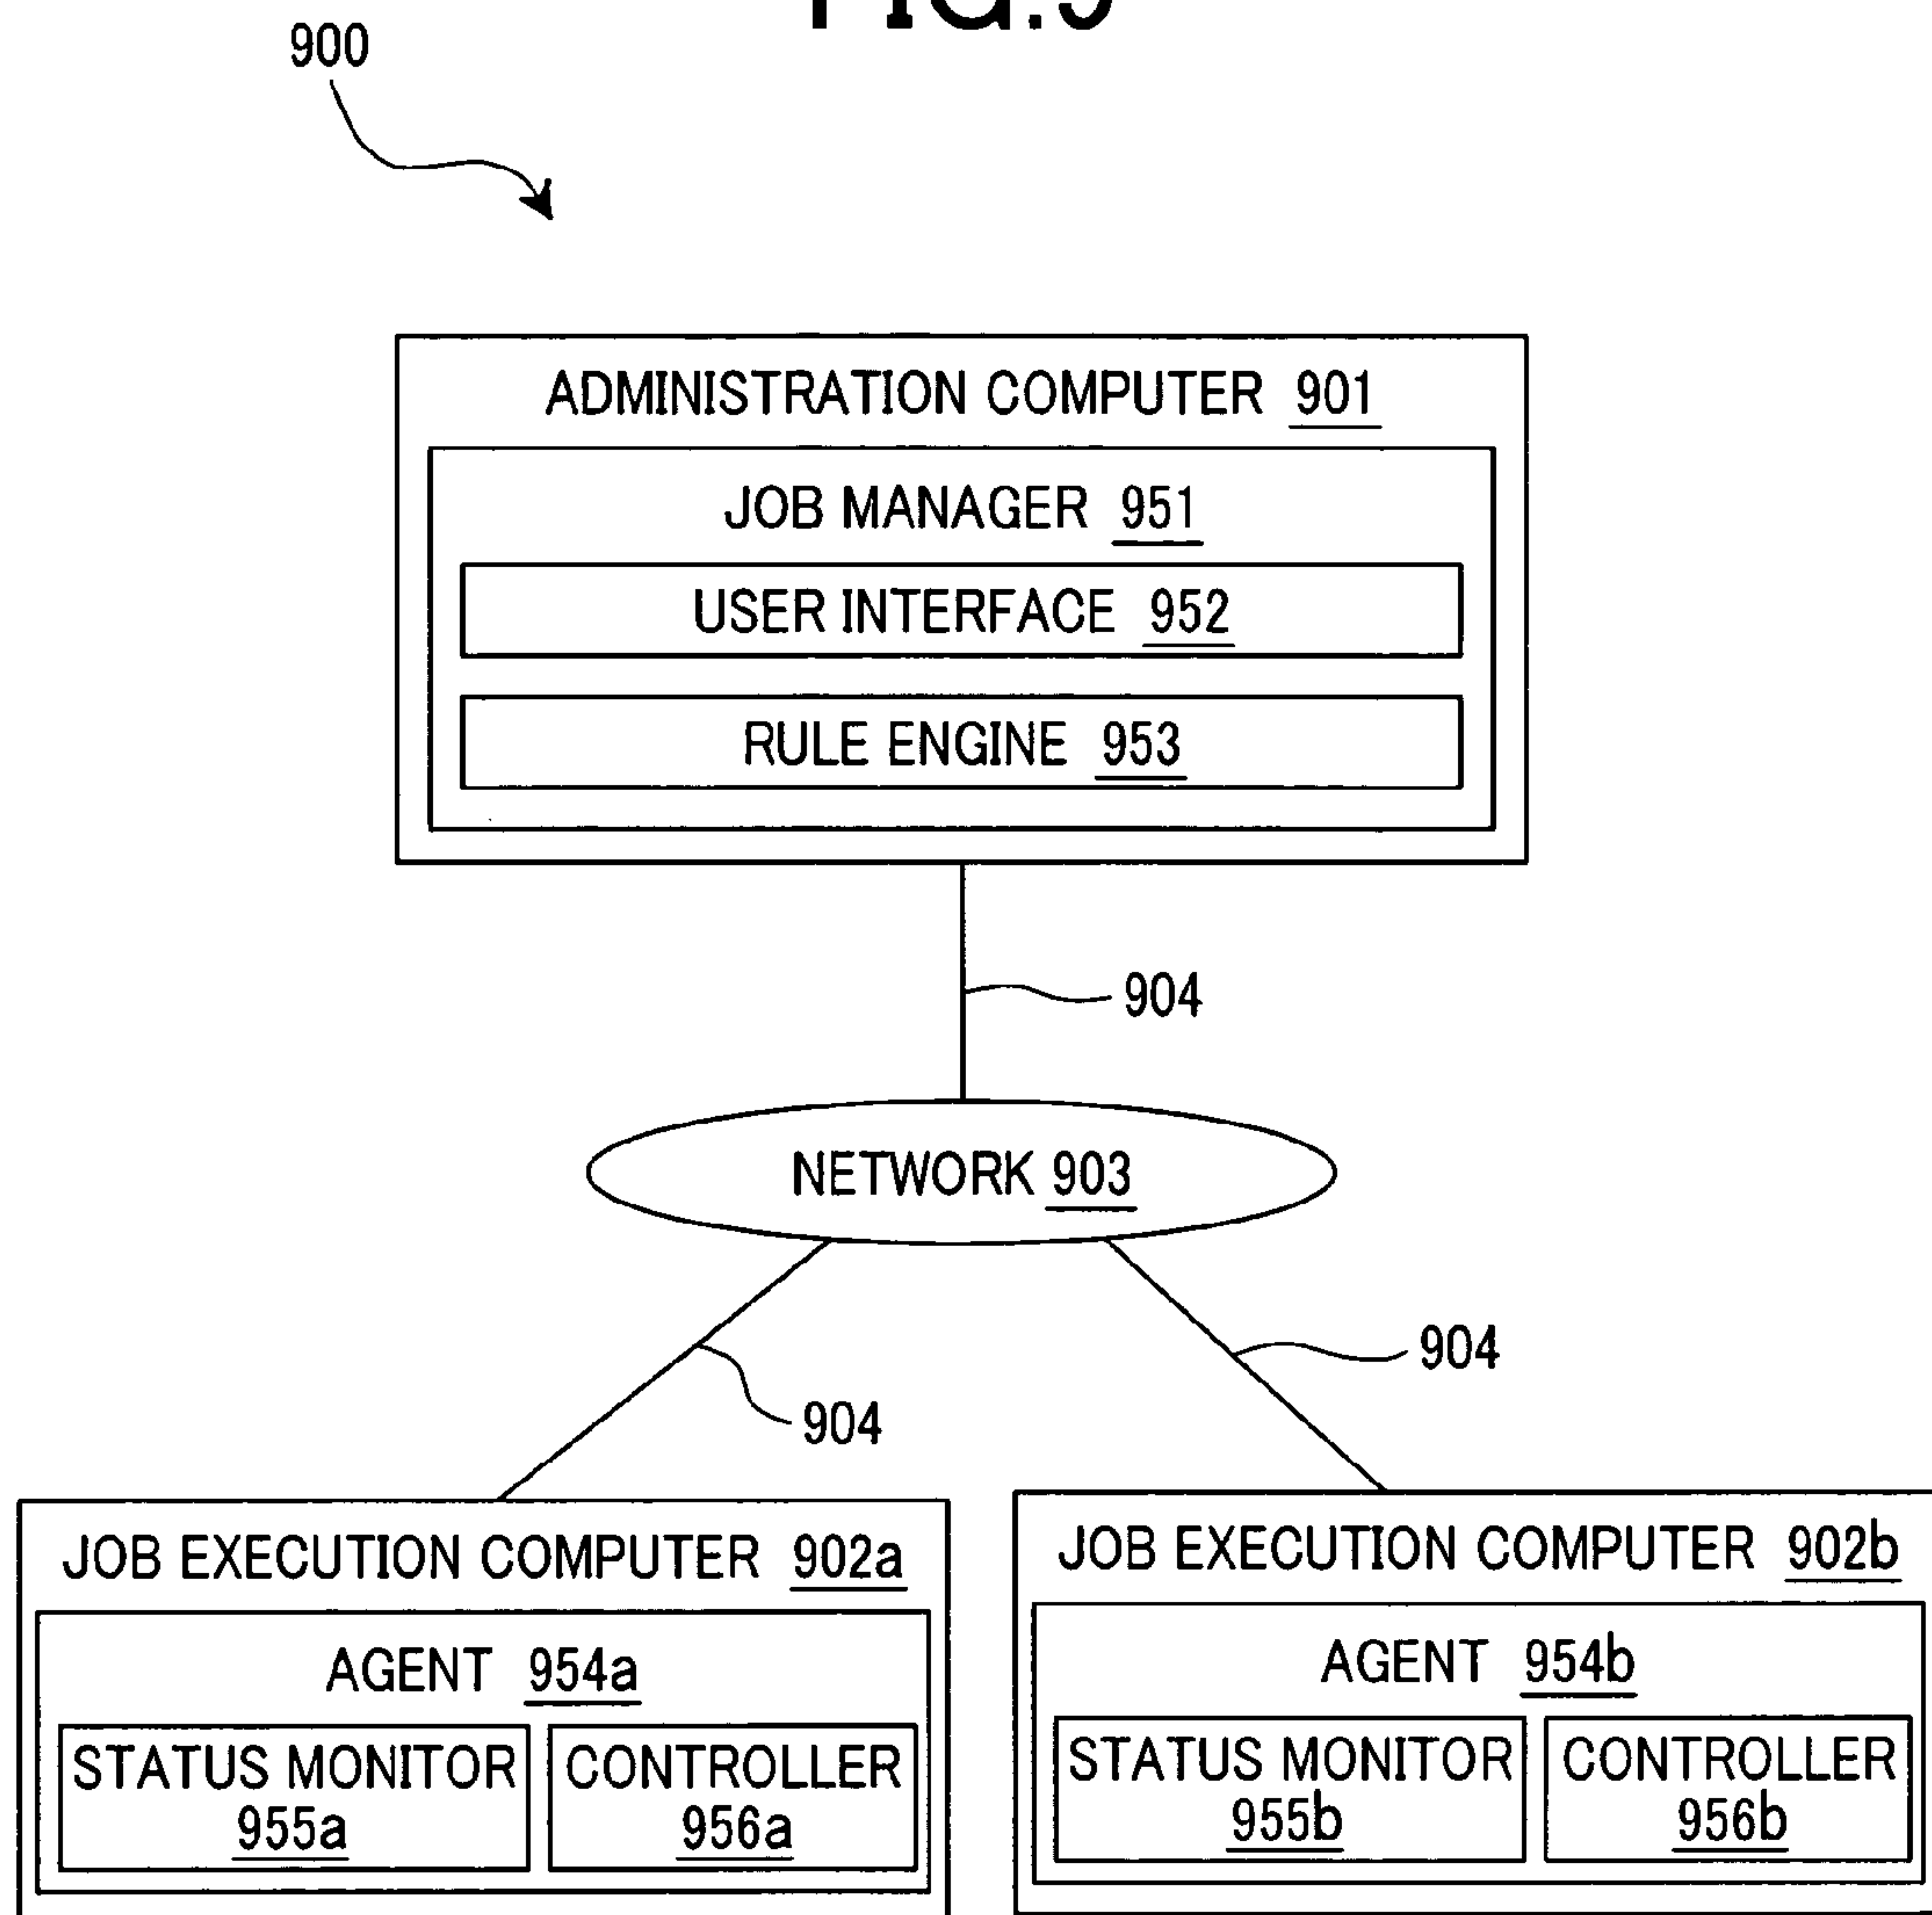 FIG.9
900
ADMINISTRATION COMPUTER 901
JOB MANAGER 951
USER INTERFACE 952
RULE ENGINE 953
904
NETWORK 903
904
904
JOB EXECUTION COMPUTER 902a
AGENT 954a
STATUS MONITOR
955a
CONTROLLER
956a
JOB EXECUTION COMPUTER 902b
AGENT 954b
STATUS MONITOR
955b
CONTROLLER
956b